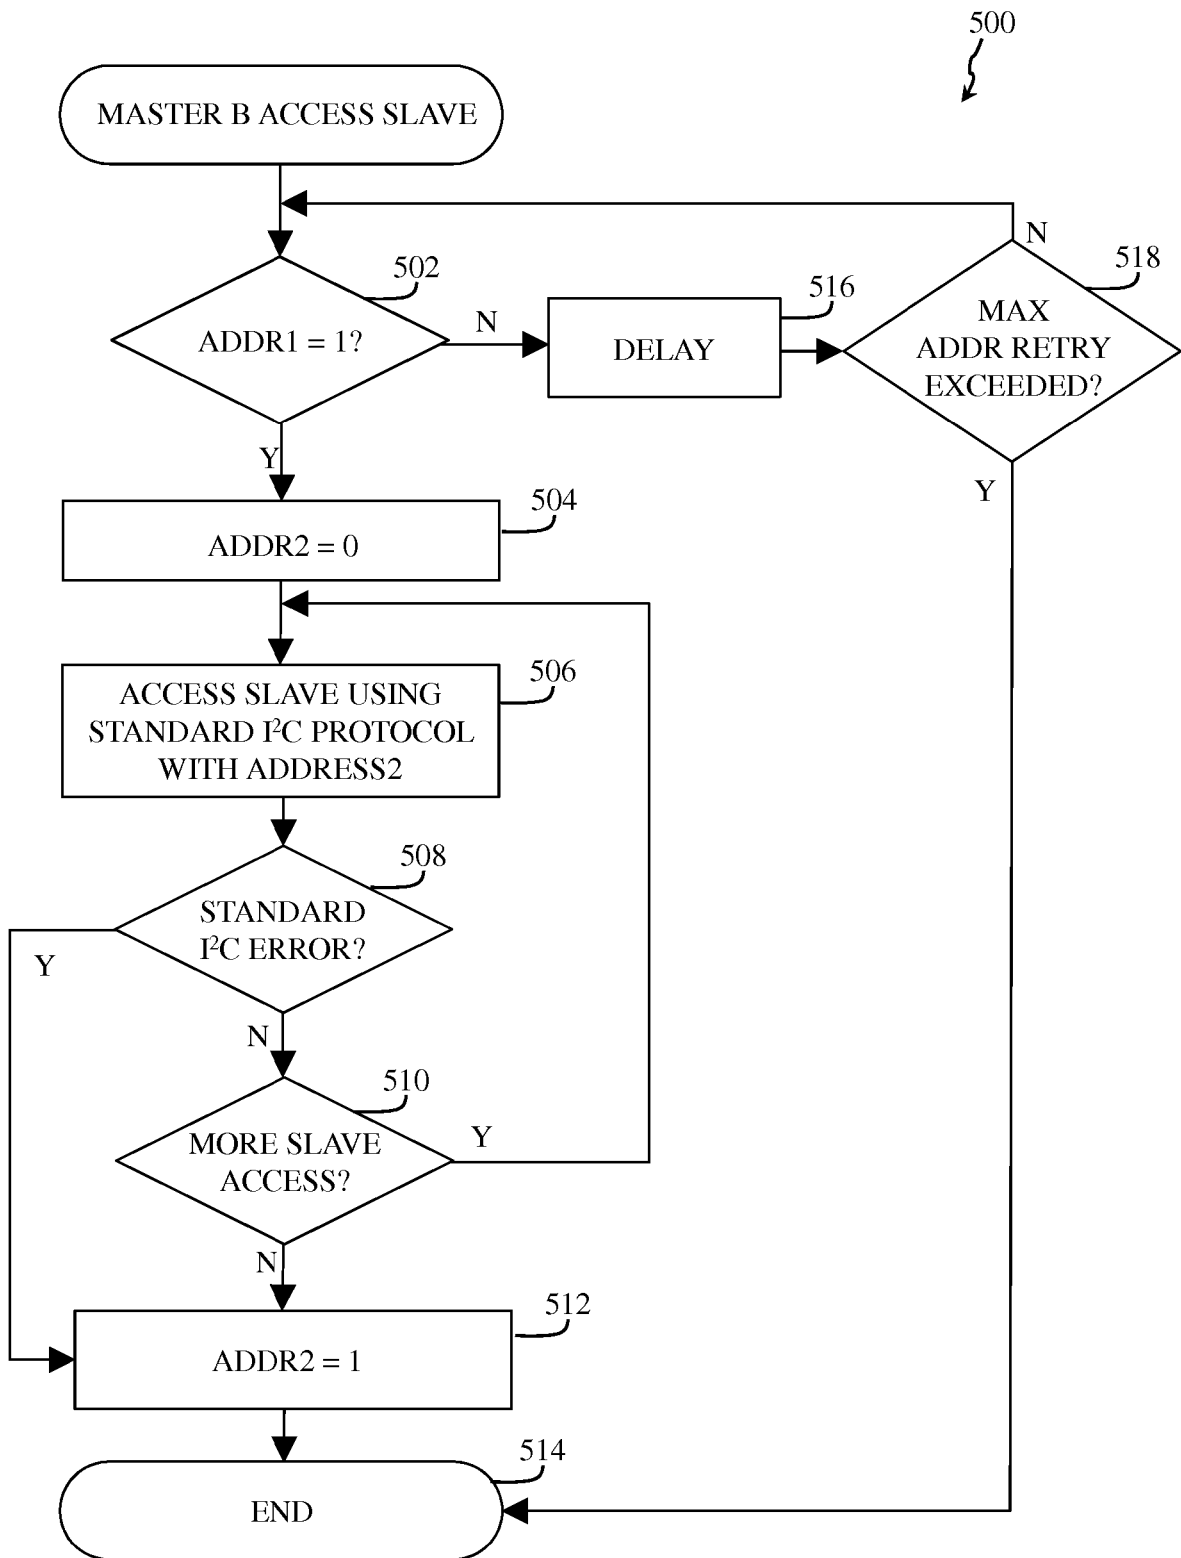 500
MASTER B ACCESS SLAVE
N
502
516
518
ADDR1 = 1?
N
DELAY
MAX
ADDR RETRY
EXCEEDED?
Y
Y
504
ADDR2 = 0
506
ACCESS SLAVE USING
STANDARD I²C PROTOCOL
WITH ADDRESS2
508
STANDARD
I²C ERROR?
Y
N
510
MORE SLAVE
ACCESS?
Y
N
512
ADDR2 = 1
514
END